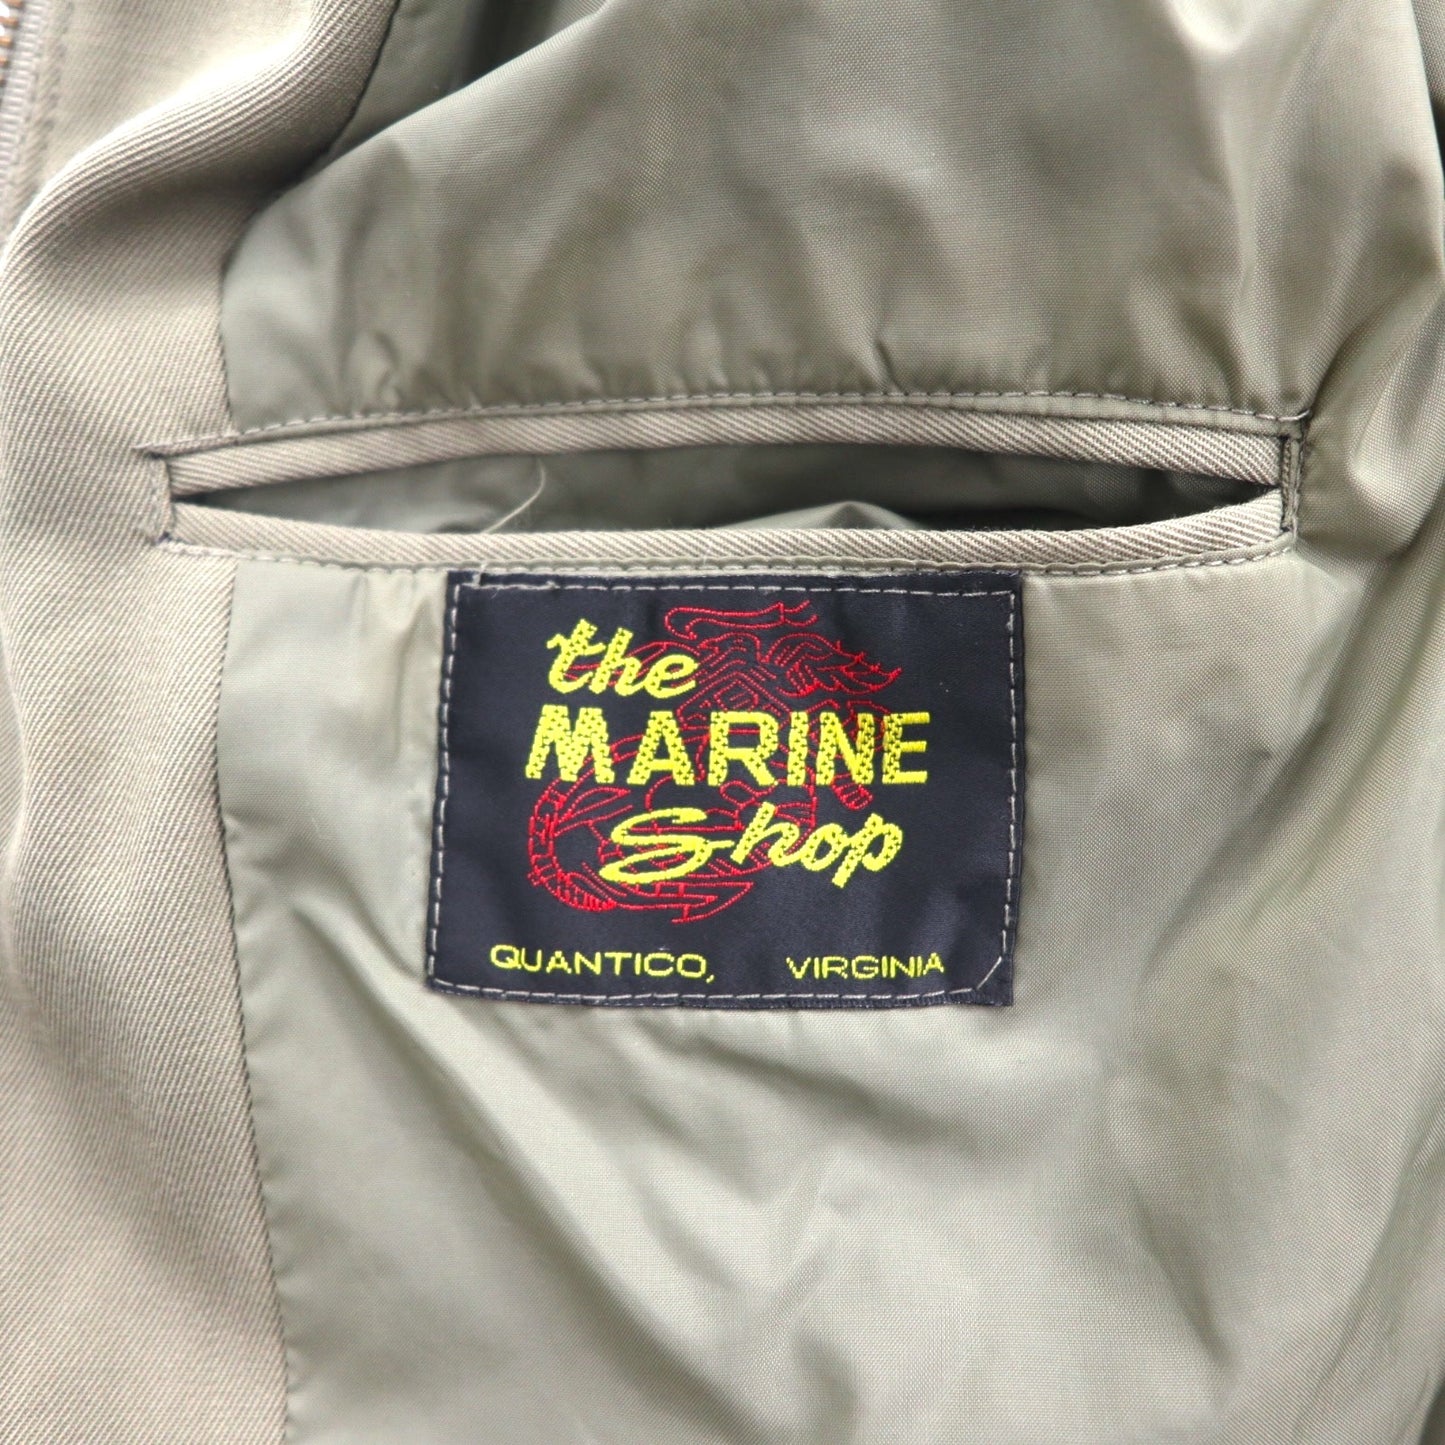 the
MARINE
Shop
QUANTICO, VIRGINIA